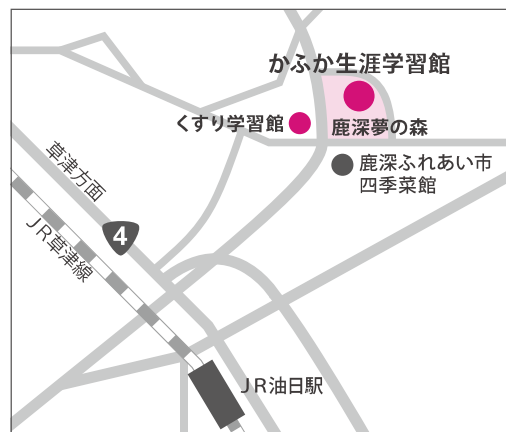 かふか生涯学習館
くすり学習館
鹿深夢の森
鹿深ふれあい市
四季菜館
草津方面
4
JR草津線
JR油日駅